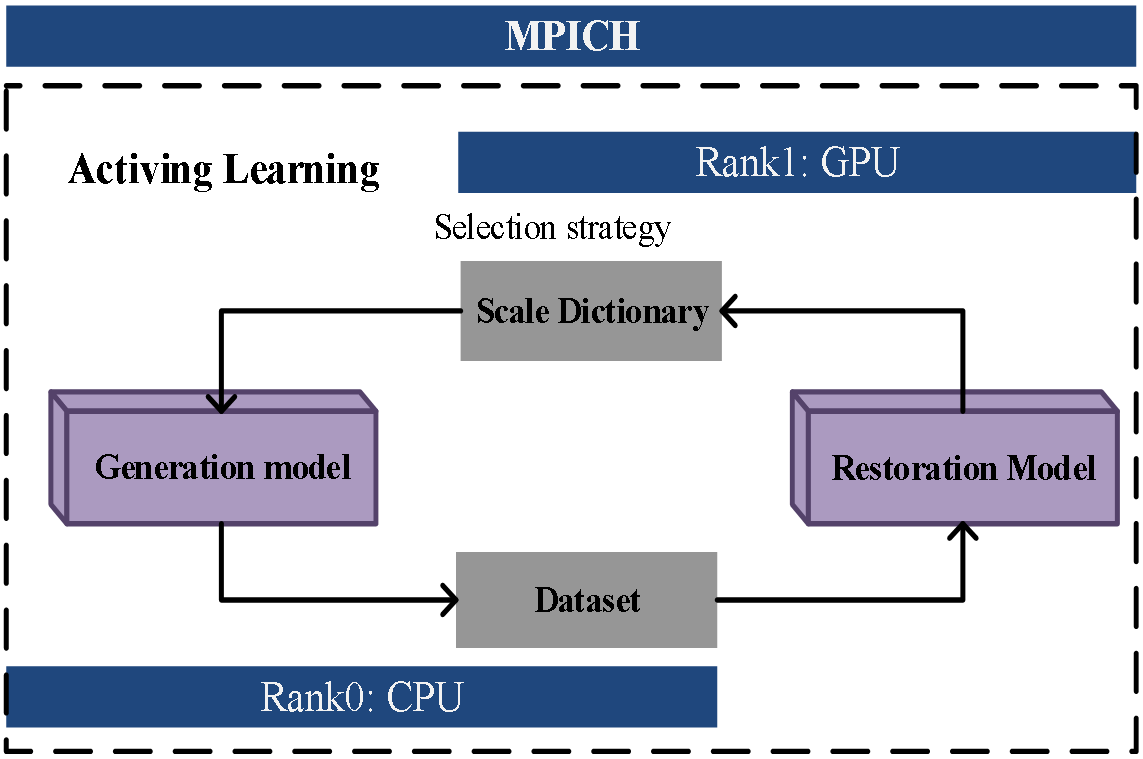 MPICH
Activing Learning
Rank1: GPU
Selection strategy
Scale Dictionary
Generation model
Restoration Model
Dataset
Rank0: CPU